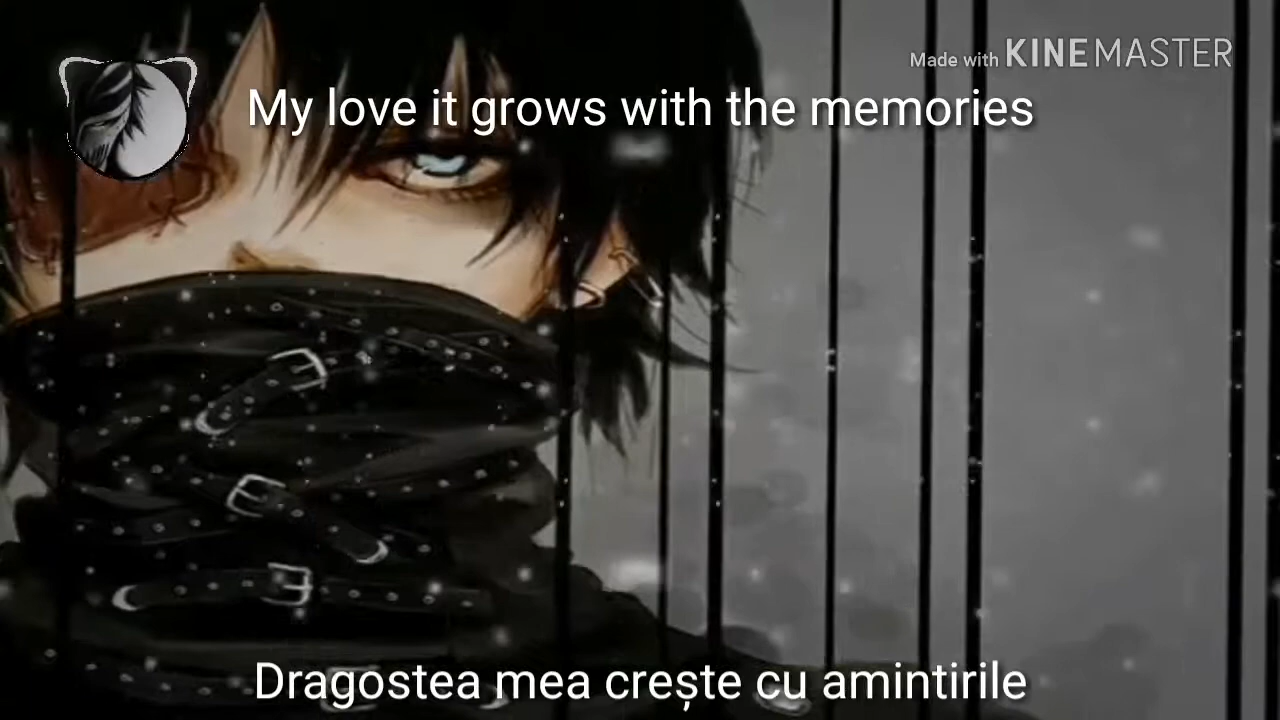 Made with KINEMASTER
My love it grows with the memories
Dragostea mea crește cu amintirile